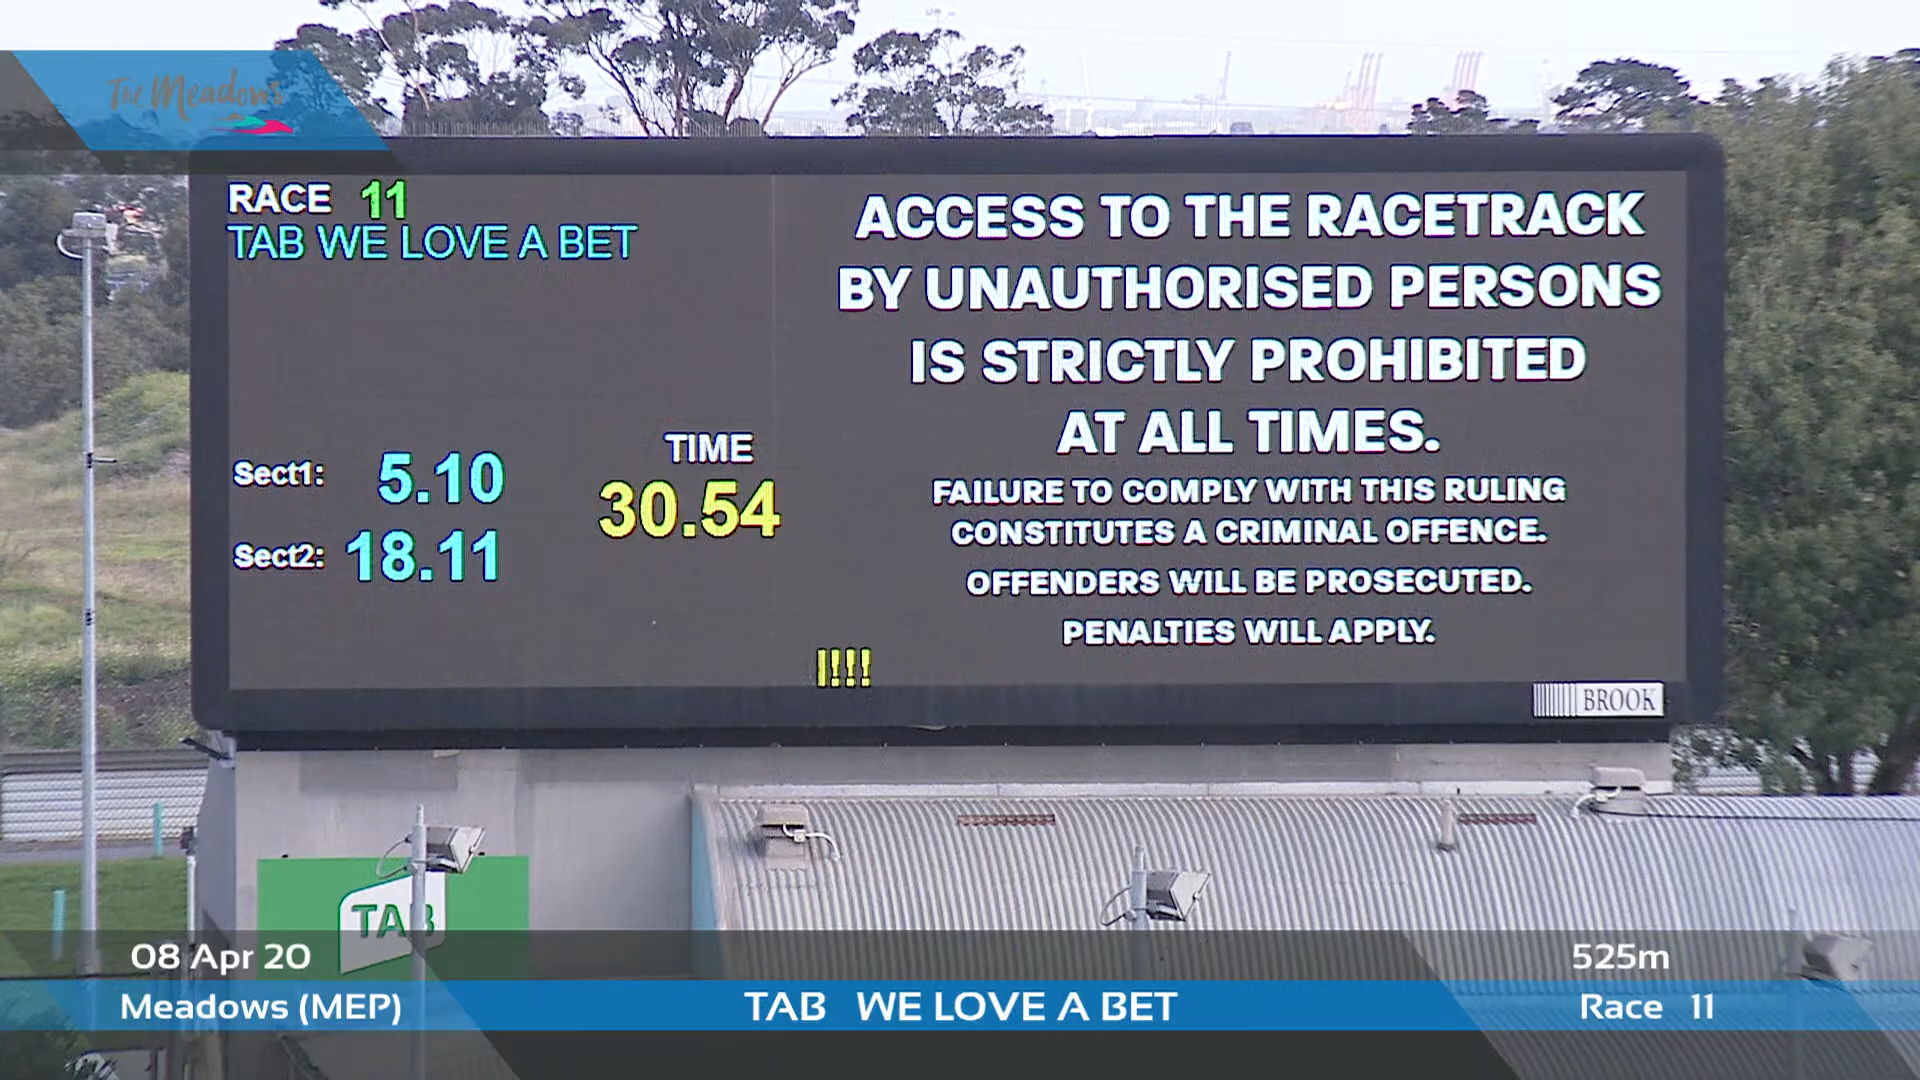 The Meadows
RACE 11
TAB WE LOVE A BET
Sect1: 5.10
Sect2: 18.11
TIME
30.54
ACCESS TO THE RACETRACK
BY UNAUTHORISED PERSONS
IS STRICTLY PROHIBITED
AT ALL TIMES.
FAILURE TO COMPLY WITH THIS RULING
CONSTITUTES A CRIMINAL OFFENCE.
OFFENDERS WILL BE PROSECUTED.
PENALTIES WILL APPLY.
!!!!
BROOK
TAB
08 Apr 20
525m
Meadows (MEP)
TAB WE LOVE A BET
Race 11